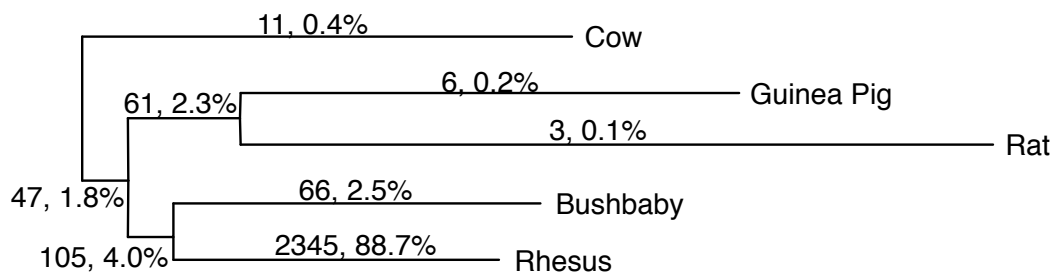 11, 0.4%
Cow
6, 0.2%
Guinea Pig
61, 2.3%
3, 0.1%
Rat
47, 1.8%
66, 2.5%
Bushbaby
105, 4.0%
2345, 88.7%
Rhesus